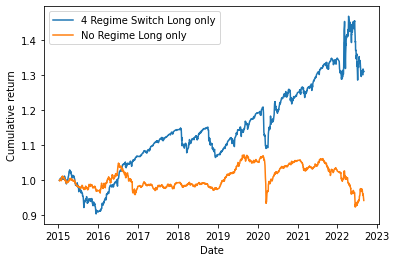 4 Regime Switch Long only
No Regime Long only
Cumulative return
1.4
1.3
1.2
1.1
1.0
0.9
2015 2016 2017 2018 2019 2020 2021 2022 2023
Date